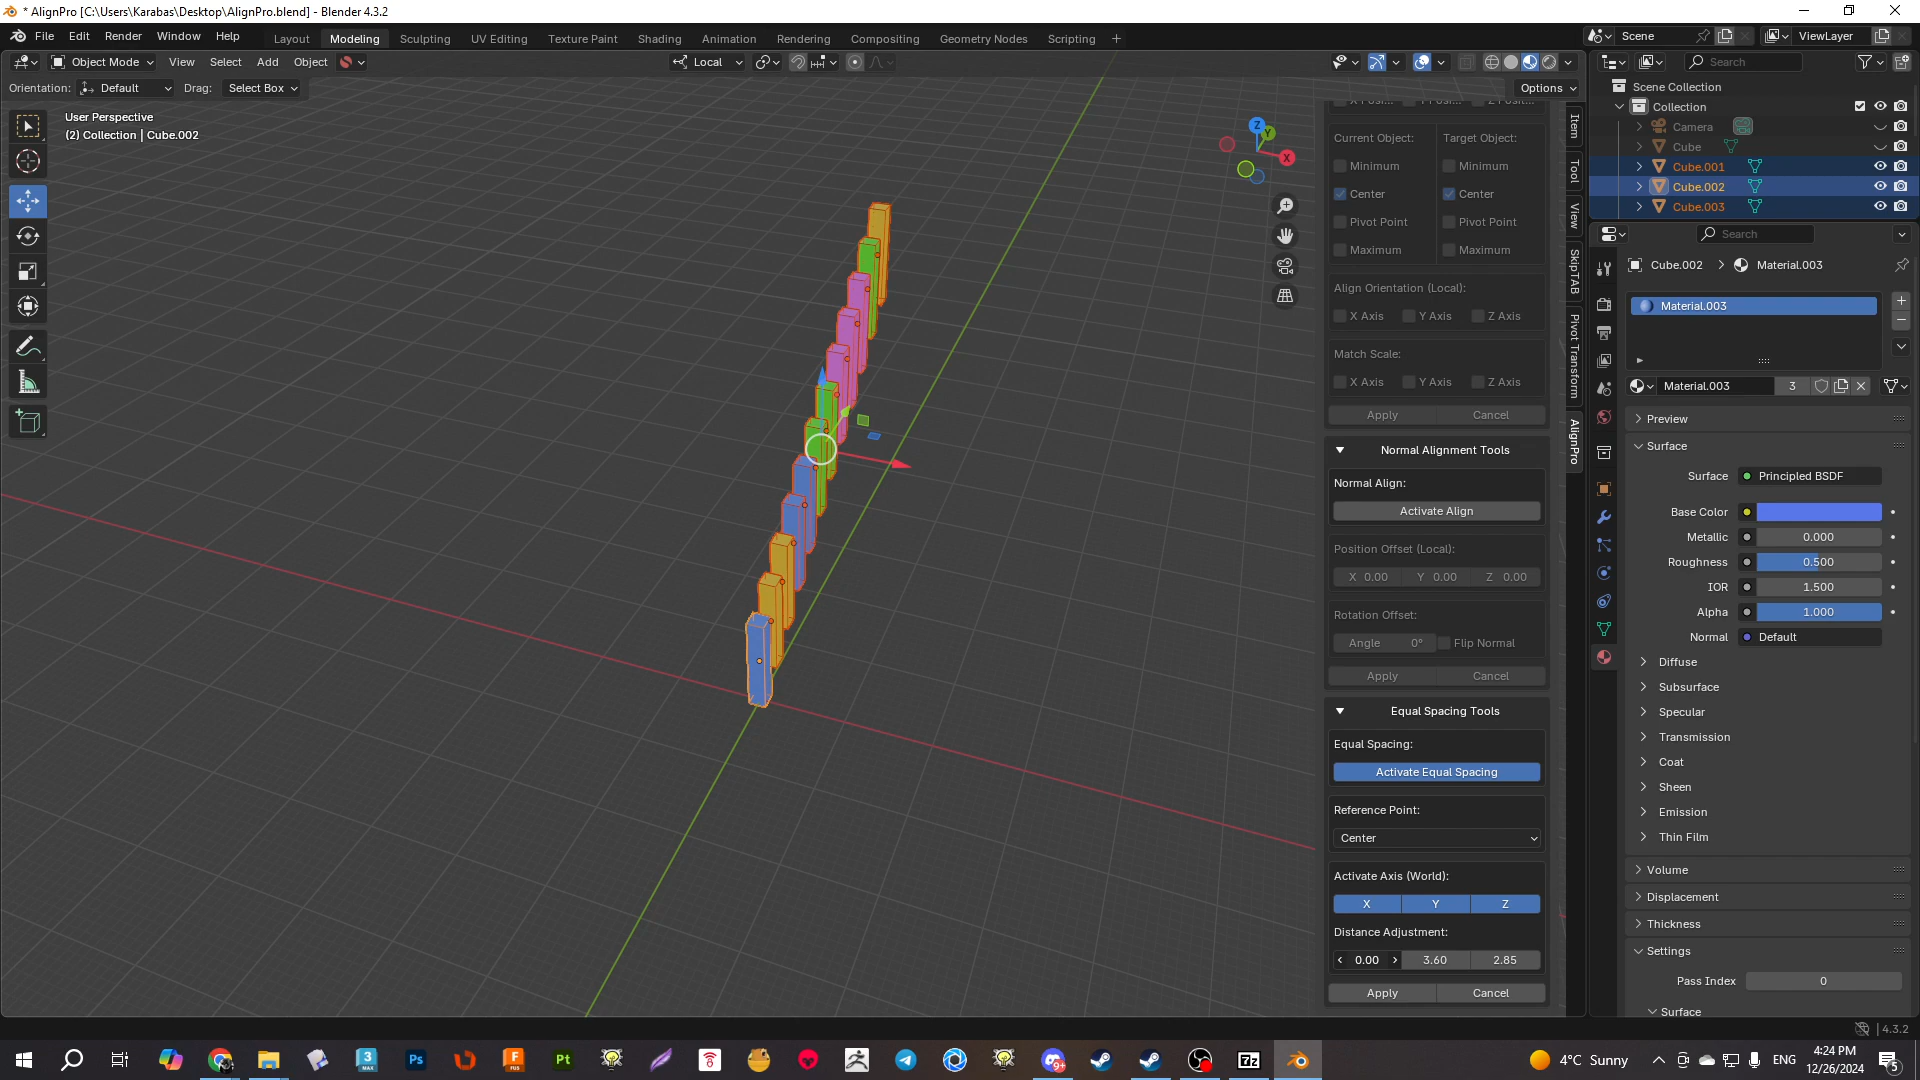 * AlignPro [C:\Users\Karabas\Desktop\AlignPro.blend] - Blender 4.3.2
File Edit Render Window Help
Layout Modeling Sculpting UV Editing Texture Paint Shading Animation Rendering Compositing Geometry Nodes Scripting
Scene
ViewLayer
Object Mode View Select Add Object
Local
Orientation: Default Drag: Select Box
Options
User Perspective
(2) Collection | Cube.002
Z
Y
X
Current Object: Target Object:
Minimum Minimum
Center Center
Pivot Point Pivot Point
Maximum Maximum
Align Orientation (Local):
X Axis Y Axis Z Axis
Match Scale:
X Axis Y Axis Z Axis
Apply Cancel
Normal Alignment Tools
Normal Align:
Activate Align
Position Offset (Local):
X 0.00 Y 0.00 Z 0.00
Rotation Offset:
Angle 0° Flip Normal
Apply Cancel
Equal Spacing Tools
Equal Spacing:
Activate Equal Spacing
Reference Point:
Center
Activate Axis (World):
X Y Z
Distance Adjustment:
0.00 3.60 2.85
Apply Cancel
Item
Tool
View
SkipTAB
Pivot Transform
AlignPro
Search
Scene Collection
Collection
Camera
Cube
Cube.001
Cube.002
Cube.003
Search
Cube.002 Material.003
Material.003
Material.003 3
Preview
Surface
Surface Principled BSDF
Base Color
Metallic 0.000
Roughness 0.500
IOR 1.500
Alpha 1.000
Normal Default
Diffuse
Subsurface
Specular
Transmission
Coat
Sheen
Emission
Thin Film
Volume
Displacement
Thickness
Settings
Pass Index 0
Surface
4.3.2
3
MAX
Ps
F
FUS
Pt
9+
7z
4°C Sunny
ENG
4:24 PM
12/26/2024
5